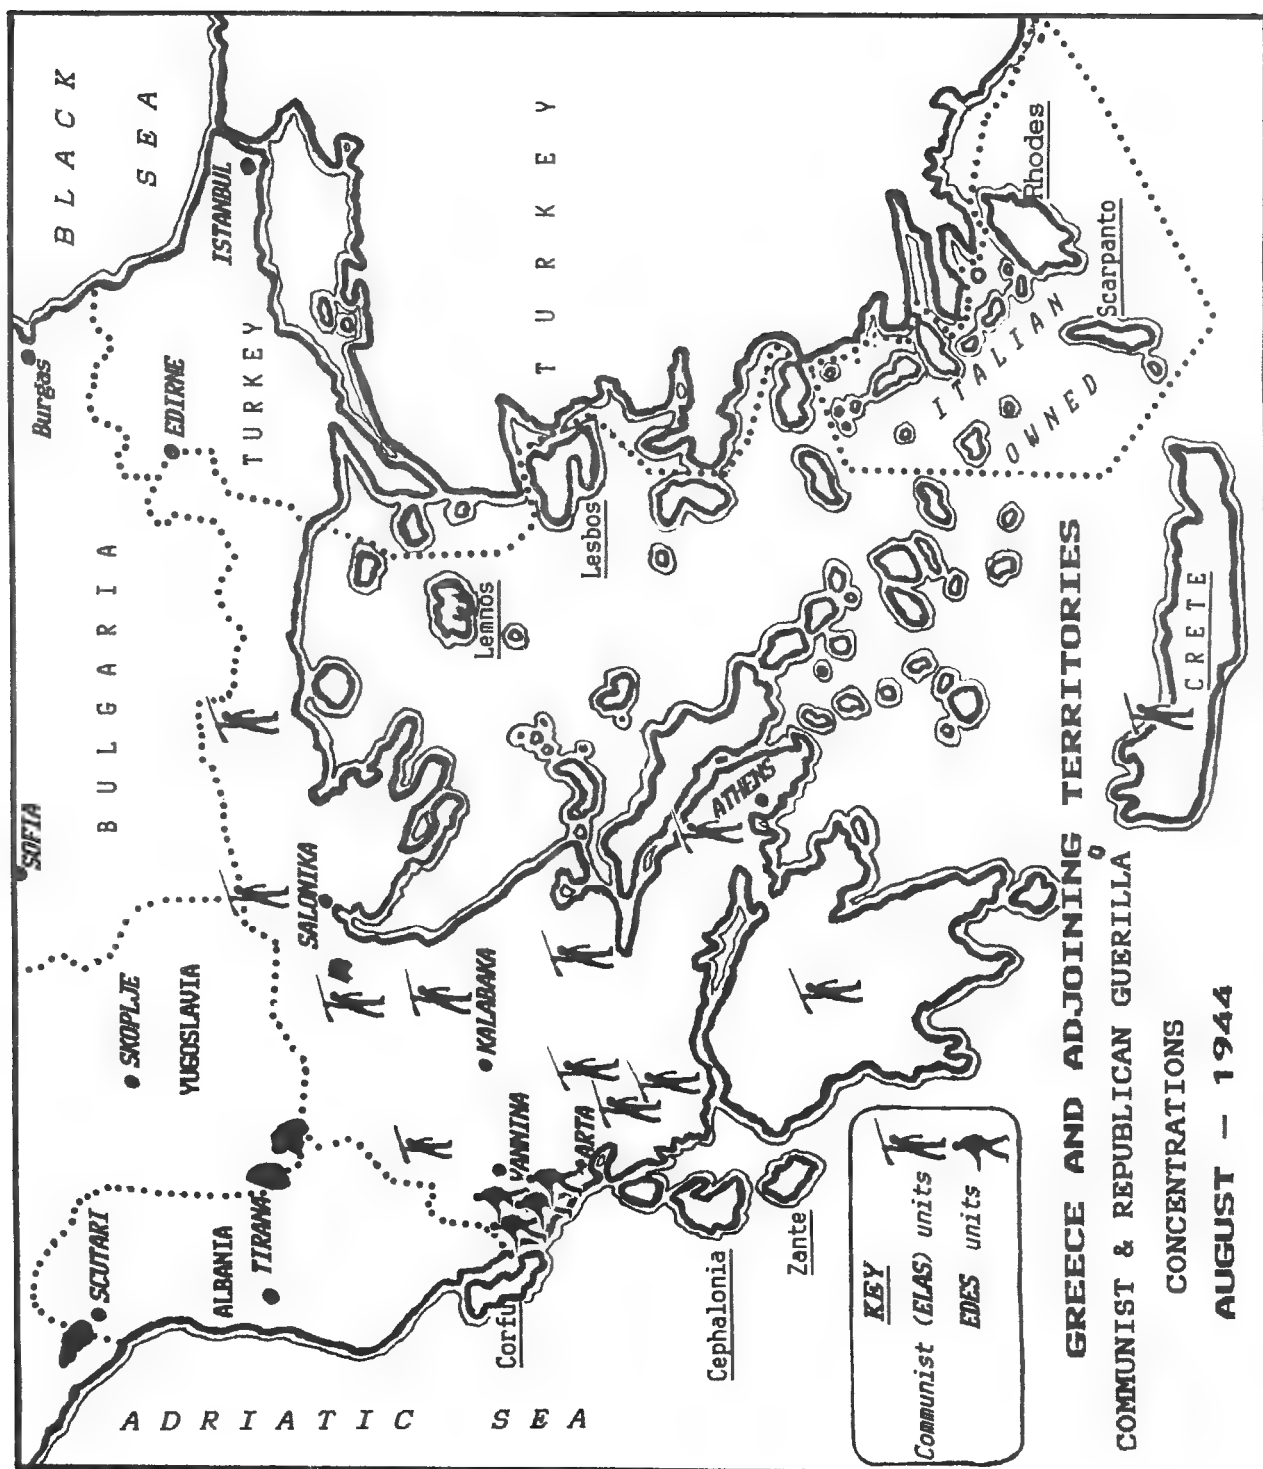 BLACK
SEA
Burgas
ISTANBUL
EDIRNE
TURKEY
TURKEY
BULGARIA
SOFIA
SKOPLJE
YUGOSLAVIA
SCUTARI
ALBANIA
TIRANA
ADRIATIC SEA
SALONIKA
KALABAKA
YANNINA
ARTA
Corfu
Cephalonia
Zante
Lemnos
Lesbos
ATHENS
ITALIAN
OWNED
Rhodes
Scarpanto
CRETE
KEY
Communist (ELAS) units
EDES units
GREECE AND ADJOINING TERRITORIES
COMMUNIST & REPUBLICAN GUERILLA
CONCENTRATIONS
AUGUST — 1944